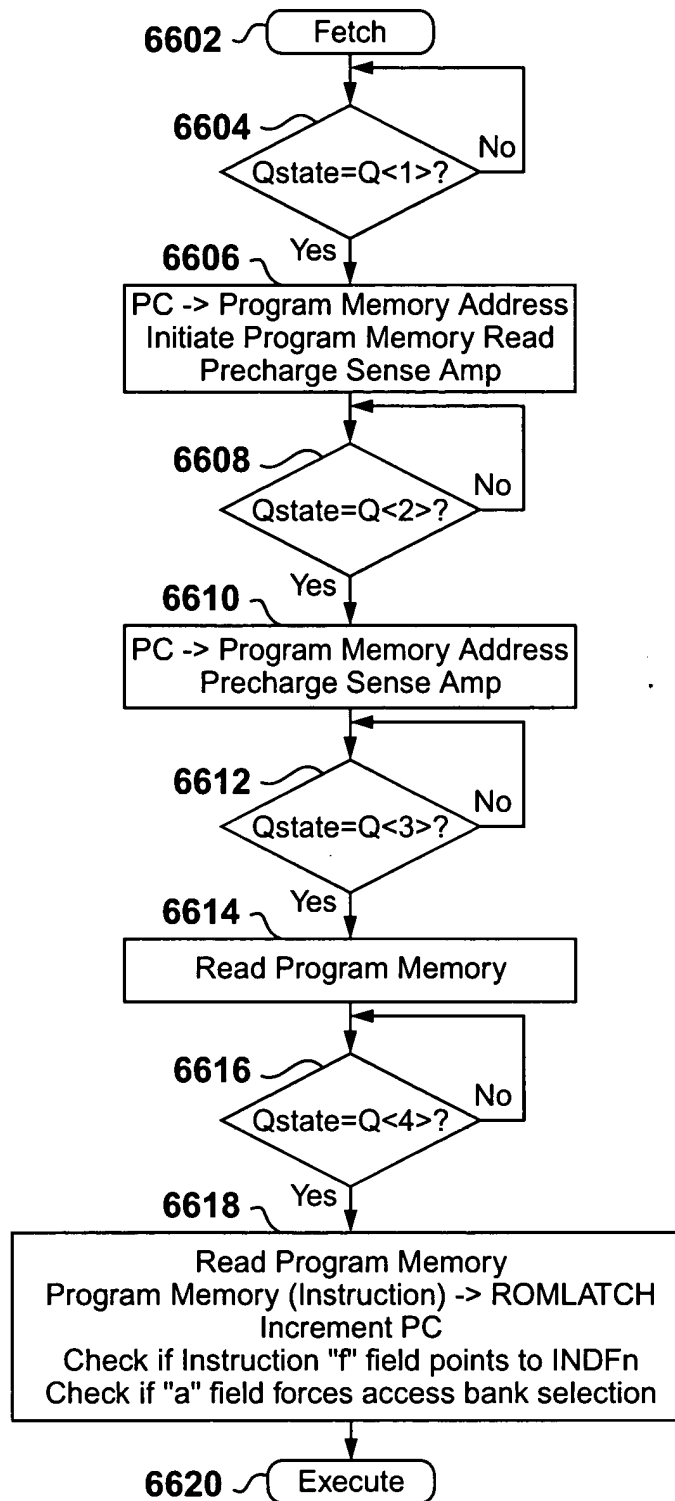 6602 Fetch
6604
Qstate=Q<1>?
No
Yes
6606
PC -> Program Memory Address
Initiate Program Memory Read
Precharge Sense Amp
6608
Qstate=Q<2>?
No
Yes
6610
PC -> Program Memory Address
Precharge Sense Amp
6612
Qstate=Q<3>?
No
Yes
6614
Read Program Memory
6616
Qstate=Q<4>?
No
Yes
6618
Read Program Memory
Program Memory (Instruction) -> ROMLATCH
Increment PC
Check if Instruction "f" field points to INDFn
Check if "a" field forces access bank selection
6620 Execute